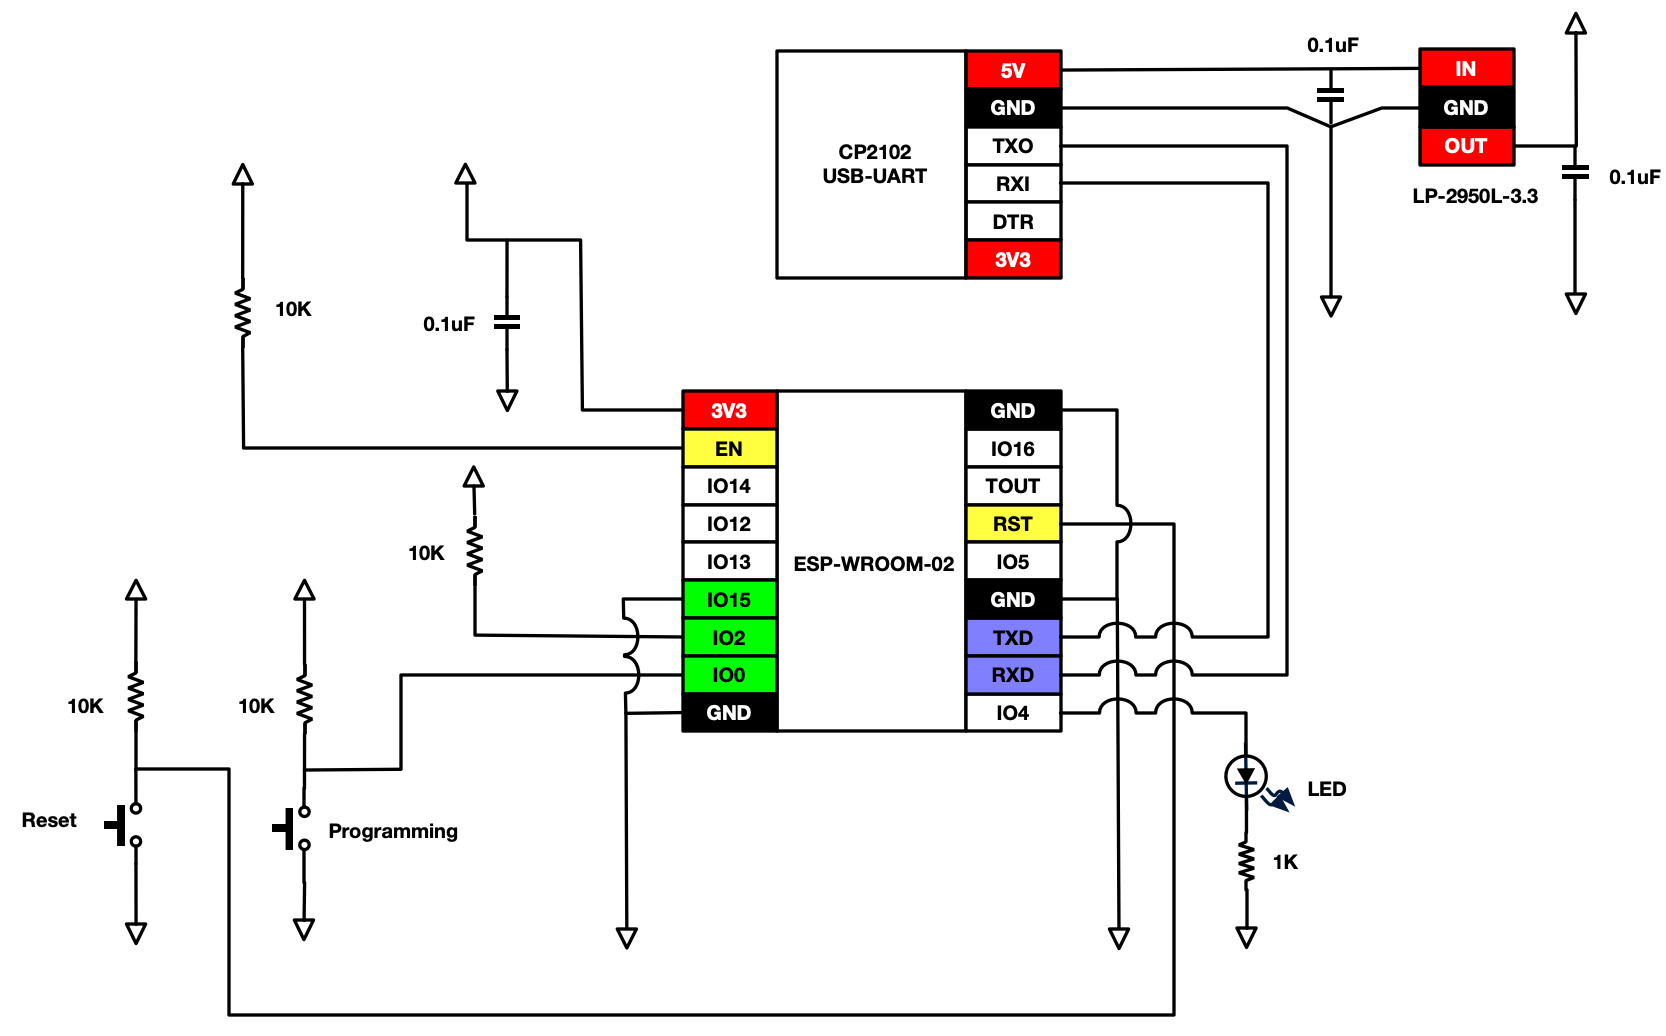 0.1uF
5V
GND
TXO
RXI
DTR
3V3
CP2102
USB-UART
IN
GND
OUT
LP-2950L-3.3
0.1uF
10K
0.1uF
3V3
EN
IO14
IO12
IO13
IO15
IO2
IO0
GND
ESP-WROOM-02
GND
IO16
TOUT
RST
IO5
GND
TXD
RXD
IO4
10K
10K
10K
Reset
Programming
LED
1K